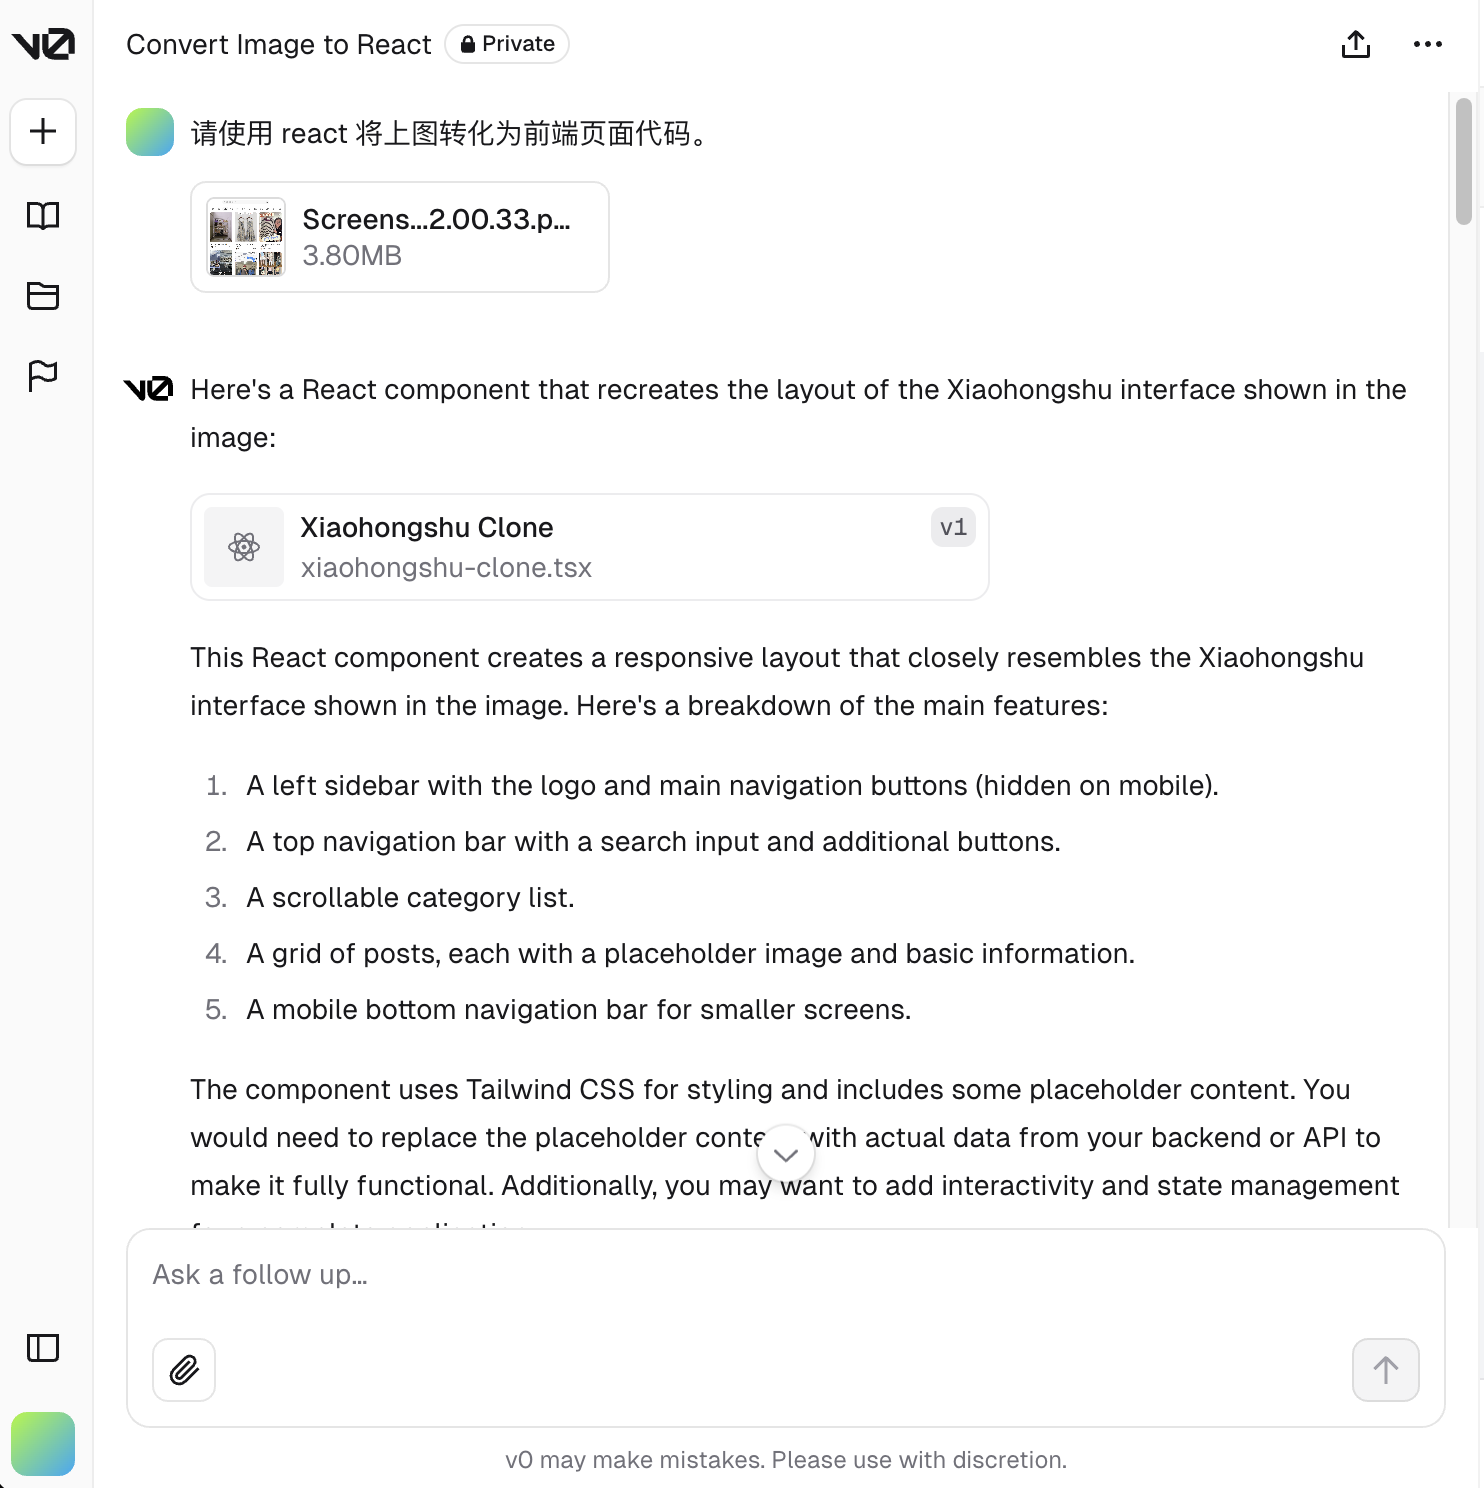 v0
Convert Image to React
Private
请使用 react 将上图转化为前端页面代码。
Screens...2.00.33.p...
3.80MB
v0
Here's a React component that recreates the layout of the Xiaohongshu interface shown in the
image:
Xiaohongshu Clone
v1
xiaohongshu-clone.tsx
This React component creates a responsive layout that closely resembles the Xiaohongshu
interface shown in the image. Here's a breakdown of the main features:
1. A left sidebar with the logo and main navigation buttons (hidden on mobile).
2. A top navigation bar with a search input and additional buttons.
3. A scrollable category list.
4. A grid of posts, each with a placeholder image and basic information.
5. A mobile bottom navigation bar for smaller screens.
The component uses Tailwind CSS for styling and includes some placeholder content. You
would need to replace the placeholder conte with actual data from your backend or API to
make it fully functional. Additionally, you may want to add interactivity and state management
Ask a follow up...
v0 may make mistakes. Please use with discretion.